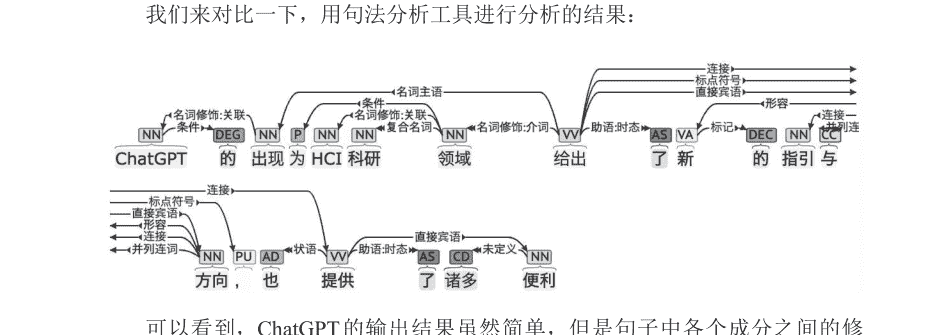 我们来对比一下，用句法分析工具进行分析的结果：
连接
标点符号
名词主语 直接宾语
条件 形容
名词修饰:关联 名词修饰:关联 连接
条件 复合名词 名词修饰:介词 助语:时态 标记 并列连
NN DEG NN P NN NN NN VV AS VA DEC NN CC
ChatGPT 的 出现 为 HCI 科研 领域 给出 了 新 的 指引 与
连接
标点符号
直接宾语
形容
连接 直接宾语
并列连词 状语 助语:时态 未定义
NN PU AD VV AS CD NN
方向 , 也 提供 了 诸多 便利
可以看到，ChatGPT的输出结果虽然简单，但是句子中各个成分之间的修